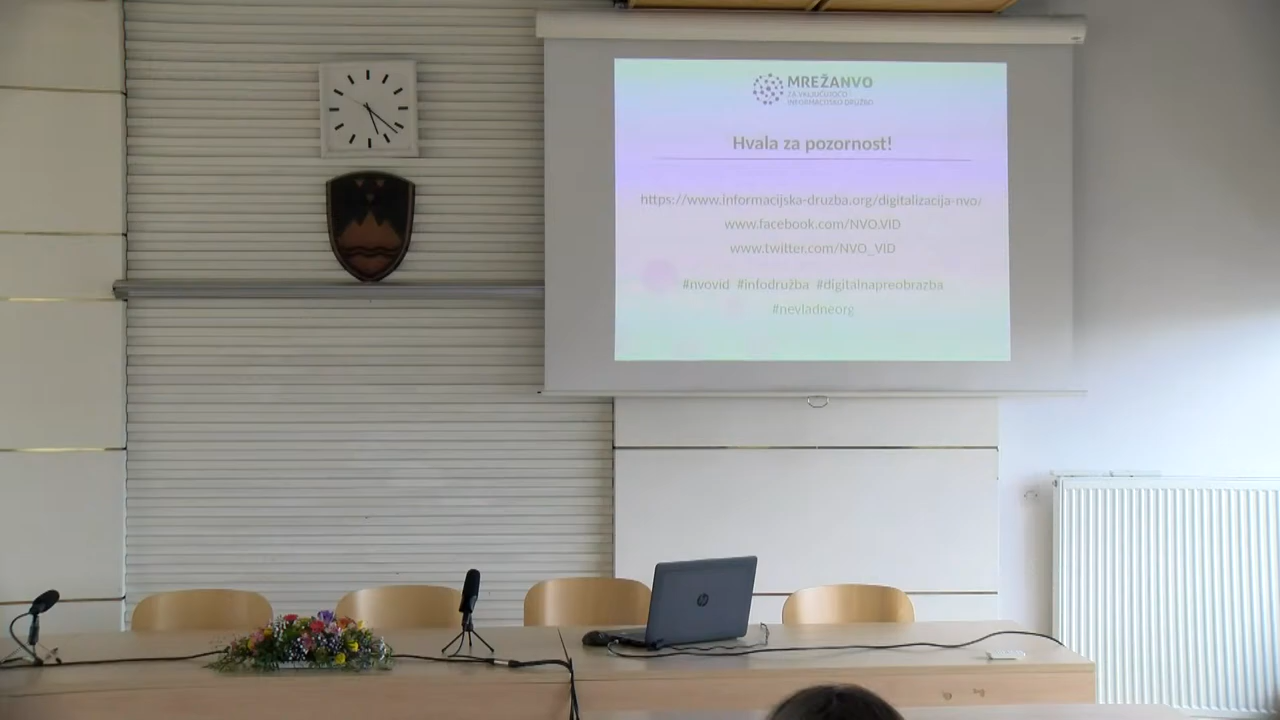 MREŽANVO
ZA VKLJUČUJOČO
INFORMACIJSKO DRUŽBO
Hvala za pozornost!
https://www.informacijska-druzba.org/digitalizacija-nvo/
www.facebook.com/NVO.VID
www.twitter.com/NVO_VID
#nvovid #infodružba #digitalnapreobrazba
#nevladneorg
hp